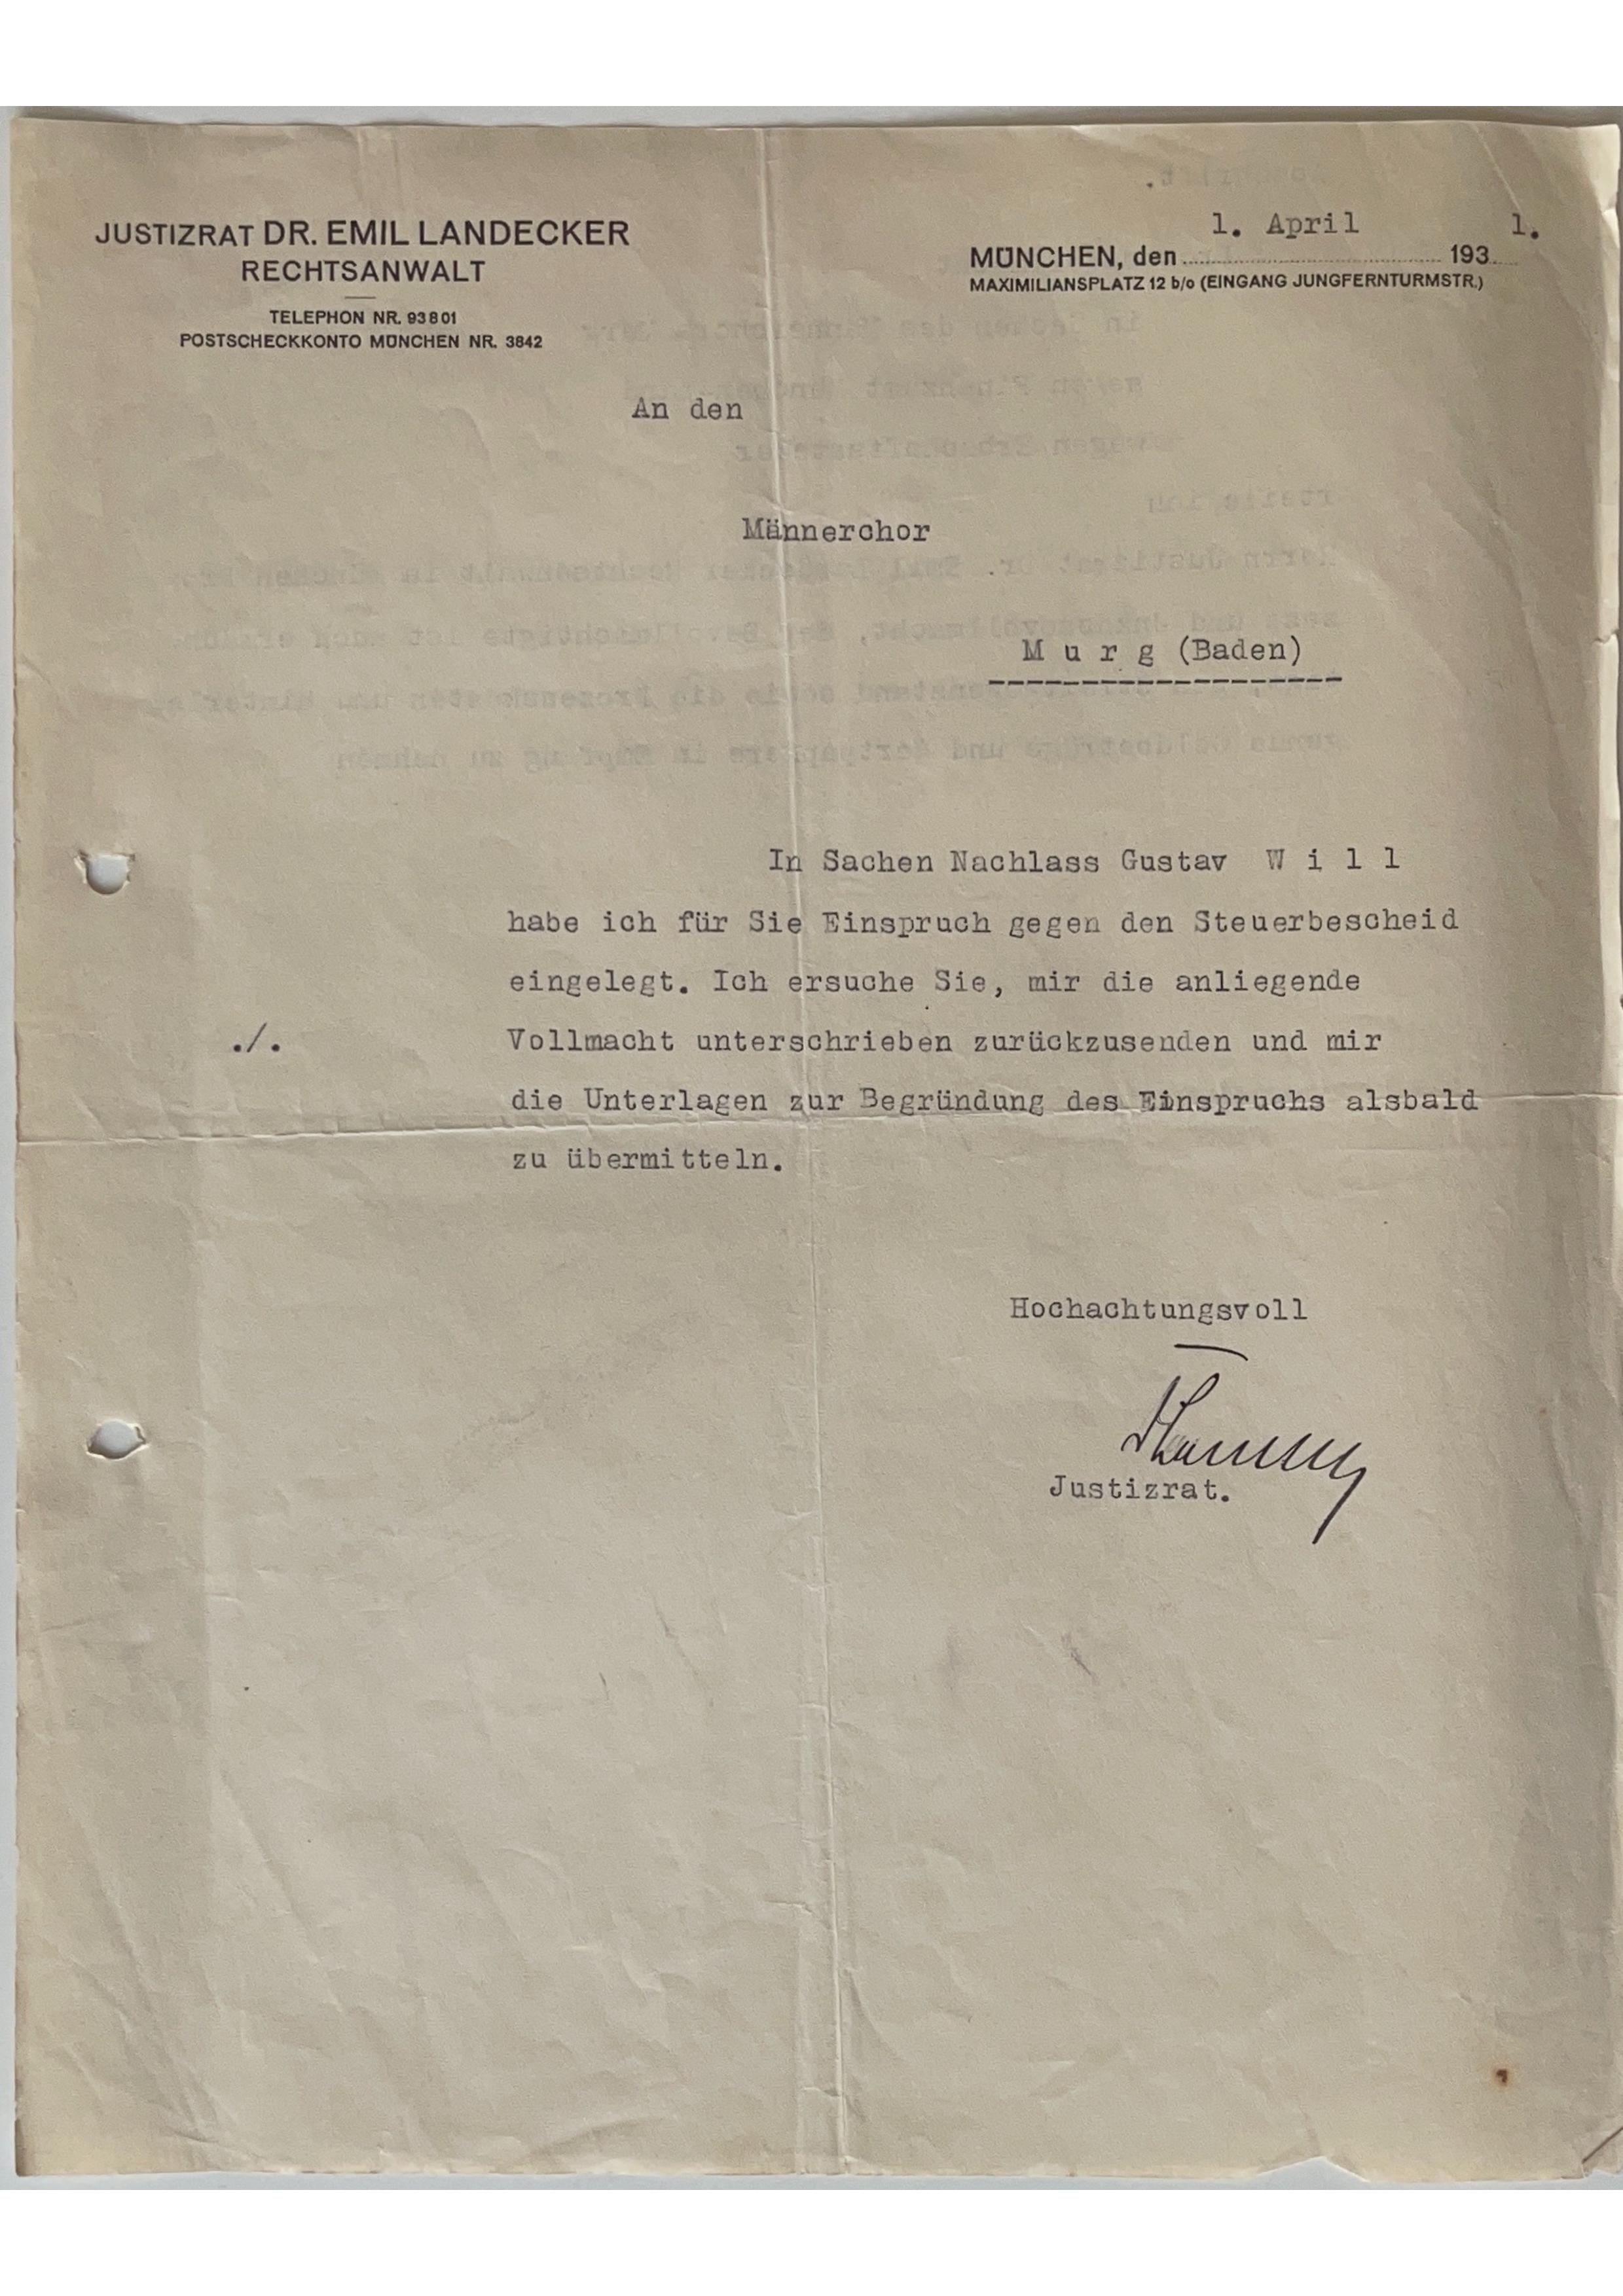 JUSTIZRAT DR. EMIL LANDECKER
RECHTSANWALT
TELEPHON NR. 93801
POSTSCHECKKONTO MÜNCHEN NR. 3842
1. April 1.
MÜNCHEN, den 193
MAXIMILIANSPLATZ 12 b/o (EINGANG JUNGFERNTURMSTR.)
An den
Männerchor
M u r g (Baden)
In Sachen Nachlass Gustav W i l l
habe ich für Sie Einspruch gegen den Steuerbescheid
eingelegt. Ich ersuche Sie, mir die anliegende
./. Vollmacht unterschrieben zurückzusenden und mir
die Unterlagen zur Begründung des Einspruchs alsbald
zu übermitteln.
Hochachtungsvoll
Justizrat.